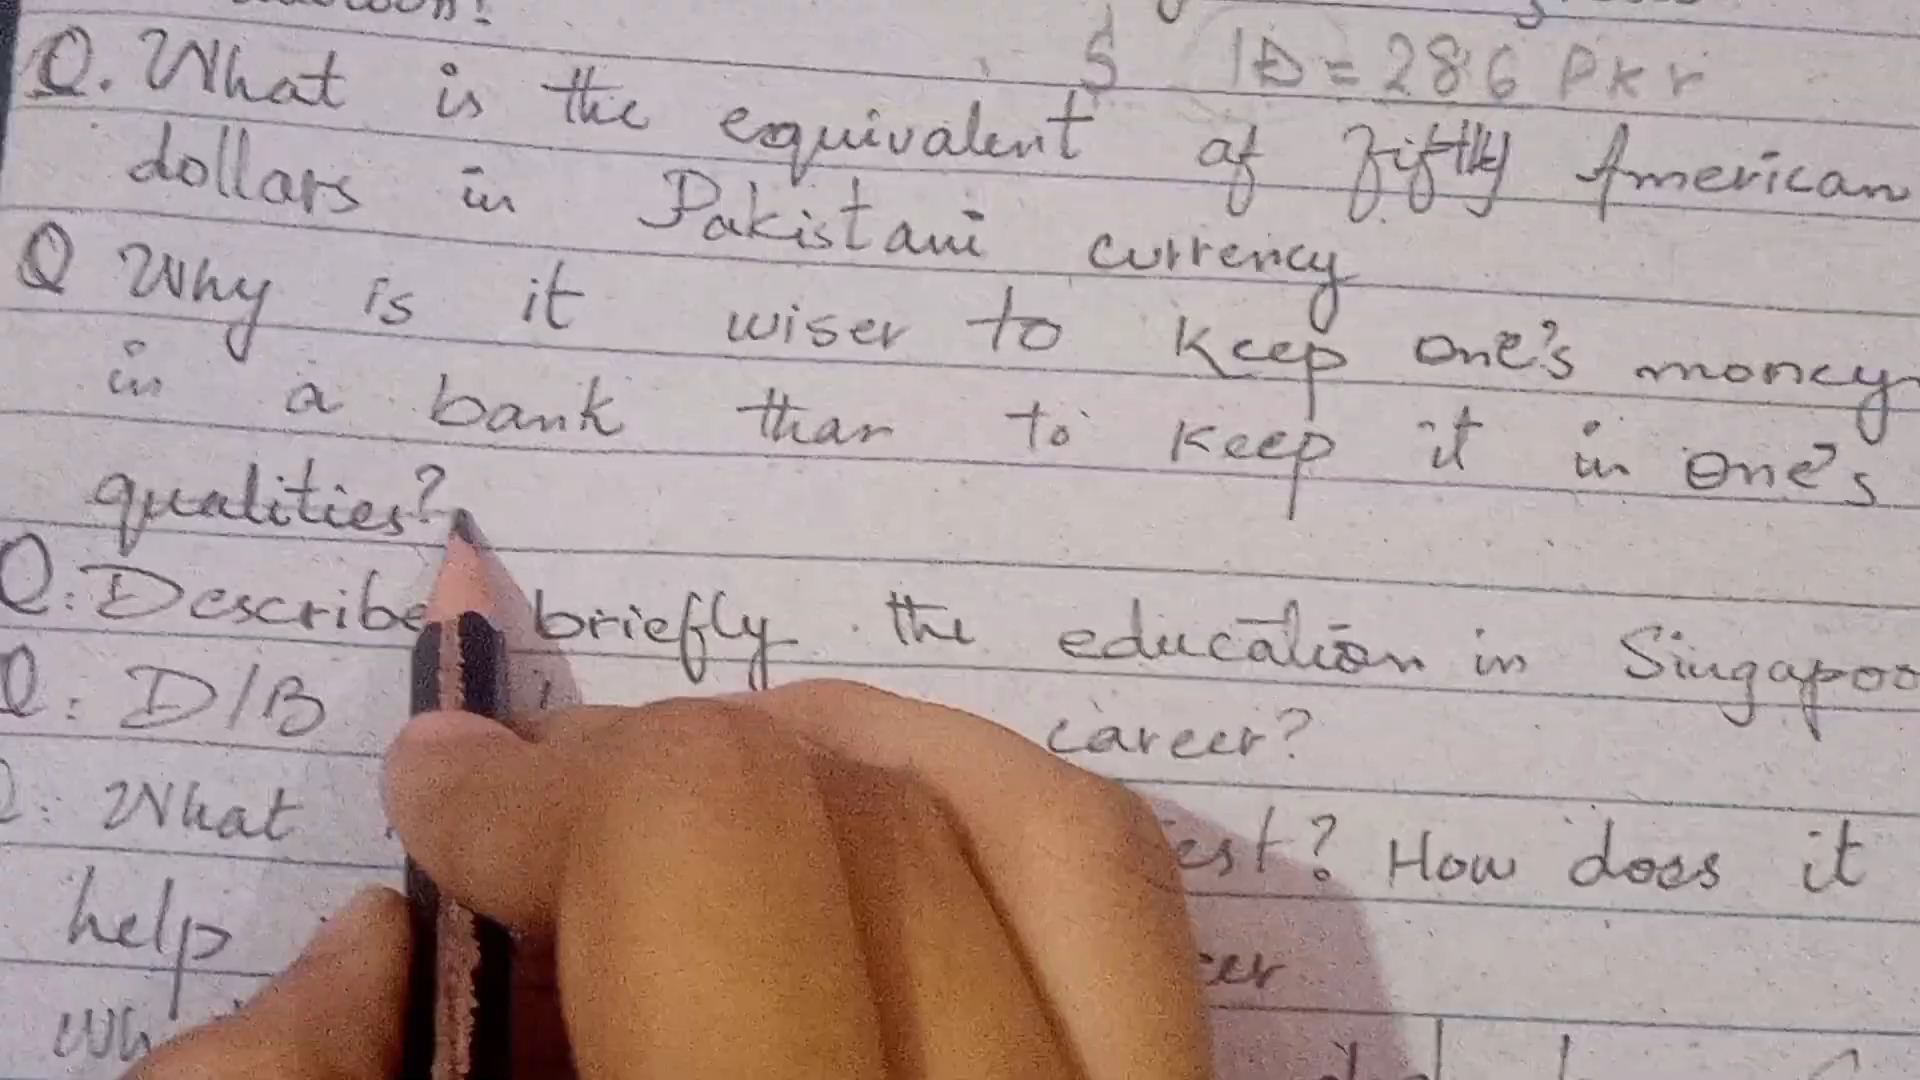 $ 1D = 286 PKr
Q. What is the equivalent of fifty American
dollars in Pakistani currency
Q Why is it wiser to keep one's money
in a bank than to keep it in one's
qualities?
Q: Describe briefly the education in Singapoo
Q: D/B career?
Q: What est? How does it
help